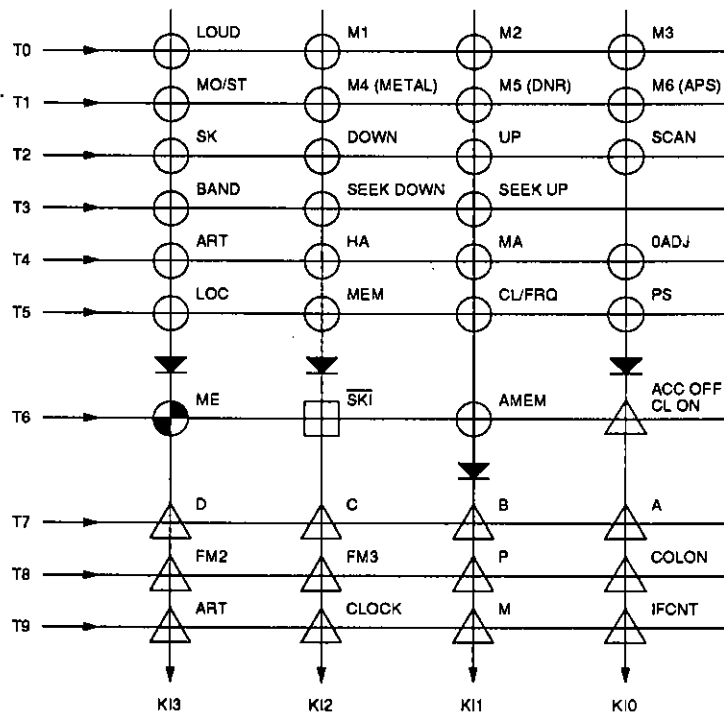 T0 LOUD M1 M2 M3
T1 MO/ST M4 (METAL) M5 (DNR) M6 (APS)
T2 SK DOWN UP SCAN
T3 BAND SEEK DOWN SEEK UP
T4 ART HA MA 0ADJ
T5 LOC MEM CL/FRQ PS
T6 ME SKI AMEM ACC OFF
CL ON
T7 D C B A
T8 FM2 FM3 P COLON
T9 ART CLOCK M IFCNT
KI3 KI2 KI1 KI0